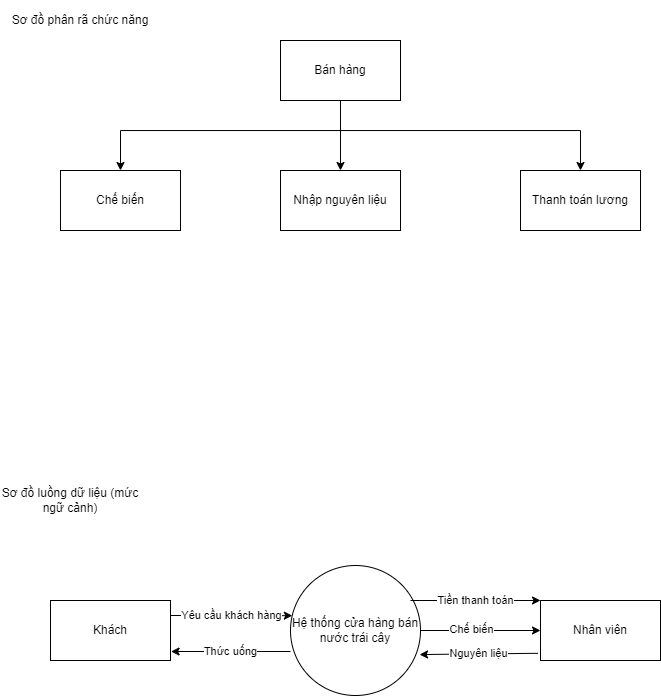 Sơ đồ phân rã chức năng
Bán hàng
Chế biến
Nhập nguyên liệu
Thanh toán lương
Sơ đồ luồng dữ liệu (mức
ngữ cảnh)
Khách
Yêu cầu khách hàng
Thức uống
Hệ thống cửa hàng bán
nước trái cây
Tiền thanh toán
Chế biến
Nguyên liệu
Nhân viên